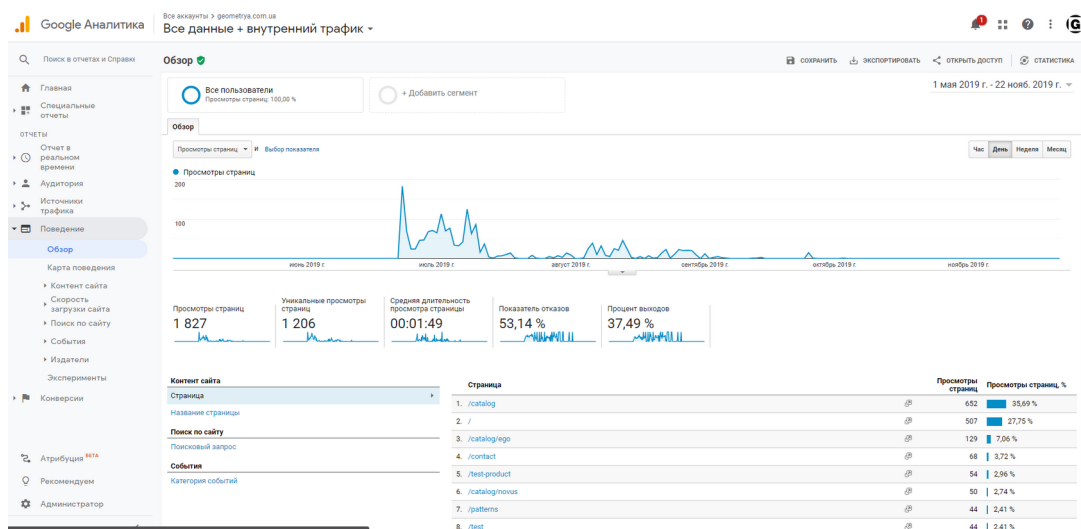 Google Аналитика
Все аккаунты > geometrya.com.ua
Все данные + внутренний трафик
1
Поиск в отчетах и Справке
Обзор
СОХРАНИТЬ
ЭКСПОРТИРОВАТЬ
ОТКРЫТЬ ДОСТУП
СТАТИСТИКА
Главная
Специальные
отчеты
ОТЧЕТЫ
Отчет в
реальном
времени
Аудитория
Источники
трафика
Поведение
Обзор
Карта поведения
Контент сайта
Скорость
загрузки сайта
Поиск по сайту
События
Издатели
Эксперименты
Конверсии
Атрибуция БЕТА
Рекомендуем
Администратор
Все пользователи
Просмотры страниц: 100,00 %
+ Добавить сегмент
1 мая 2019 г. - 22 нояб. 2019 г.
Обзор
Просмотры страниц И Выбор показателя
Час День Неделя Месяц
Просмотры страниц
200
100
июнь 2019 г.
июль 2019 г.
август 2019 г.
сентябрь 2019 г.
октябрь 2019 г.
ноябрь 2019 г.
Просмотры страниц
1 827
Уникальные просмотры
страниц
1 206
Средняя длительность
просмотра страницы
00:01:49
Показатель отказов
53,14 %
Процент выходов
37,49 %
Контент сайта
Страница
Название страницы
Поиск по сайту
Поисковый запрос
События
Категория событий
Страница Просмотры страниц Просмотры страниц, %
1. /catalog 652 35,69 %
2. / 507 27,75 %
3. /catalog/ego 129 7,06 %
4. /contact 68 3,72 %
5. /test-product 54 2,96 %
6. /catalog/novus 50 2,74 %
7. /patterns 44 2,41 %
8. /test 44 2,41 %